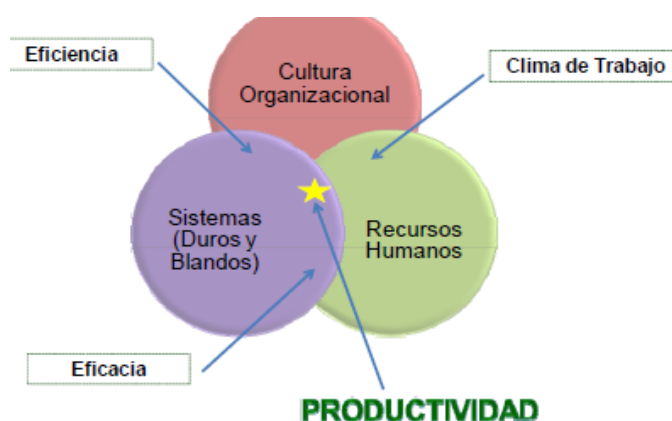 Eficiencia
Cultura
Organizacional
Clima de Trabajo
Sistemas
(Duros y
Blandos)
Recursos
Humanos
Eficacia
PRODUCTIVIDAD